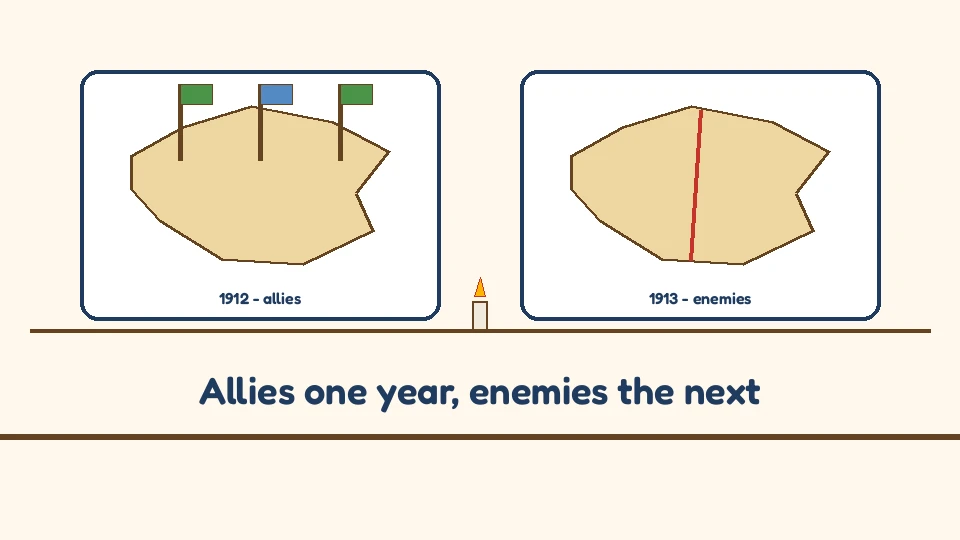 1912 - allies
1913 - enemies
Allies one year, enemies the next